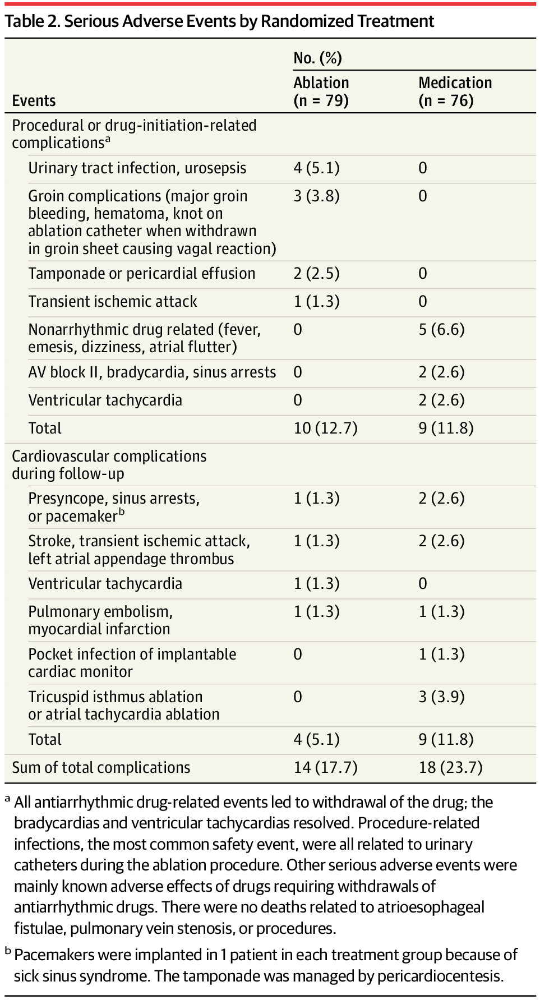 Table 2. Serious Adverse Events by Randomized Treatment
No. (%)
Events
Ablation
(n = 79)
Medication
(n = 76)
Procedural or drug-initiation-related
complicationsᵃ
Urinary tract infection, urosepsis 4 (5.1) 0
Groin complications (major groin 3 (3.8) 0
bleeding, hematoma, knot on
ablation catheter when withdrawn
in groin sheet causing vagal reaction)
Tamponade or pericardial effusion 2 (2.5) 0
Transient ischemic attack 1 (1.3) 0
Nonarrhythmic drug related (fever, 0 5 (6.6)
emesis, dizziness, atrial flutter)
AV block II, bradycardia, sinus arrests 0 2 (2.6)
Ventricular tachycardia 0 2 (2.6)
Total 10 (12.7) 9 (11.8)
Cardiovascular complications
during follow-up
Presyncope, sinus arrests, 1 (1.3) 2 (2.6)
or pacemakerᵇ
Stroke, transient ischemic attack, 1 (1.3) 2 (2.6)
left atrial appendage thrombus
Ventricular tachycardia 1 (1.3) 0
Pulmonary embolism, 1 (1.3) 1 (1.3)
myocardial infarction
Pocket infection of implantable 0 1 (1.3)
cardiac monitor
Tricuspid isthmus ablation 0 3 (3.9)
or atrial tachycardia ablation
Total 4 (5.1) 9 (11.8)
Sum of total complications 14 (17.7) 18 (23.7)
ᵃ All antiarrhythmic drug-related events led to withdrawal of the drug; the
bradycardias and ventricular tachycardias resolved. Procedure-related
infections, the most common safety event, were all related to urinary
catheters during the ablation procedure. Other serious adverse events were
mainly known adverse effects of drugs requiring withdrawals of
antiarrhythmic drugs. There were no deaths related to atrioesophageal
fistulae, pulmonary vein stenosis, or procedures.
ᵇ Pacemakers were implanted in 1 patient in each treatment group because of
sick sinus syndrome. The tamponade was managed by pericardiocentesis.